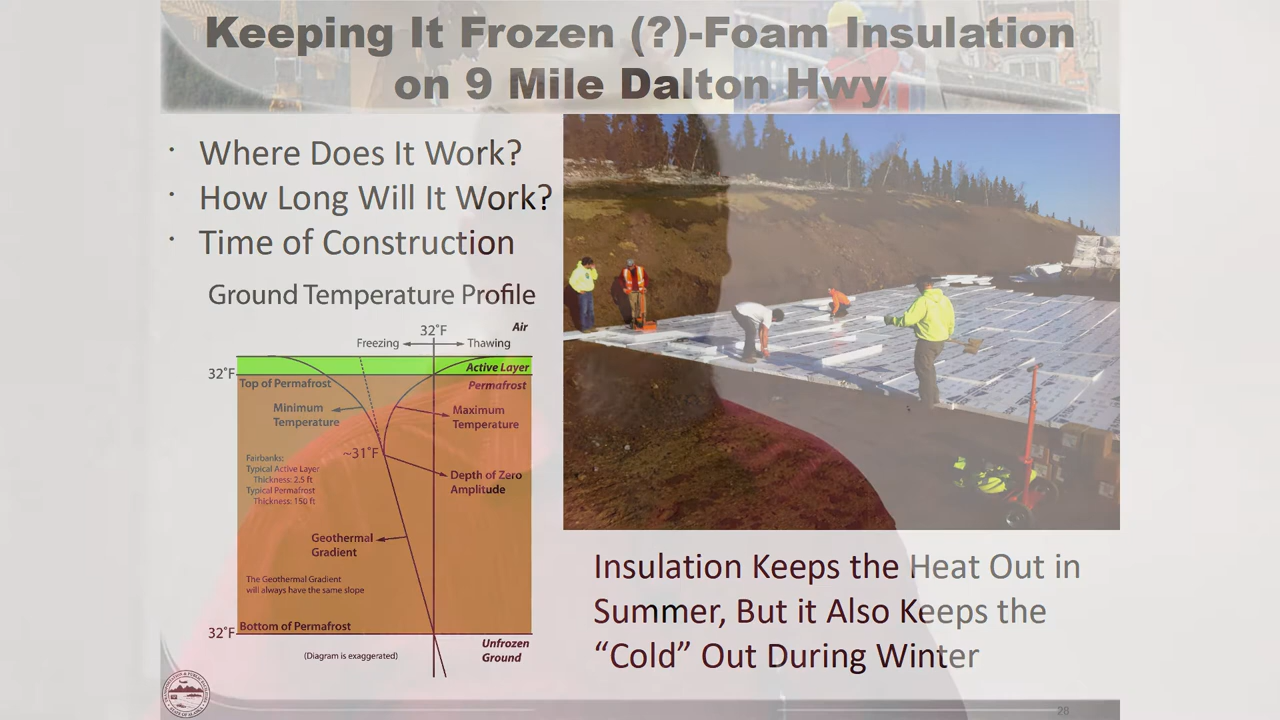 Keeping It Frozen (?)-Foam Insulation
on 9 Mile Dalton Hwy
· Where Does It Work?
· How Long Will It Work?
· Time of Construction
Ground Temperature Profile
32°F
Air
Freezing
Thawing
Active Layer
32°F
Top of Permafrost
Permafrost
Minimum
Temperature
Maximum
Temperature
~31°F
Fairbanks:
Typical Active Layer
Thickness: 2.5 ft
Typical Permafrost
Thickness: 150 ft
Depth of Zero
Amplitude
Geothermal
Gradient
The Geothermal Gradient
will always have the same slope
Bottom of Permafrost
32°F
Unfrozen
Ground
(Diagram is exaggerated)
Insulation Keeps the Heat Out in
Summer, But it Also Keeps the
“Cold” Out During Winter
28